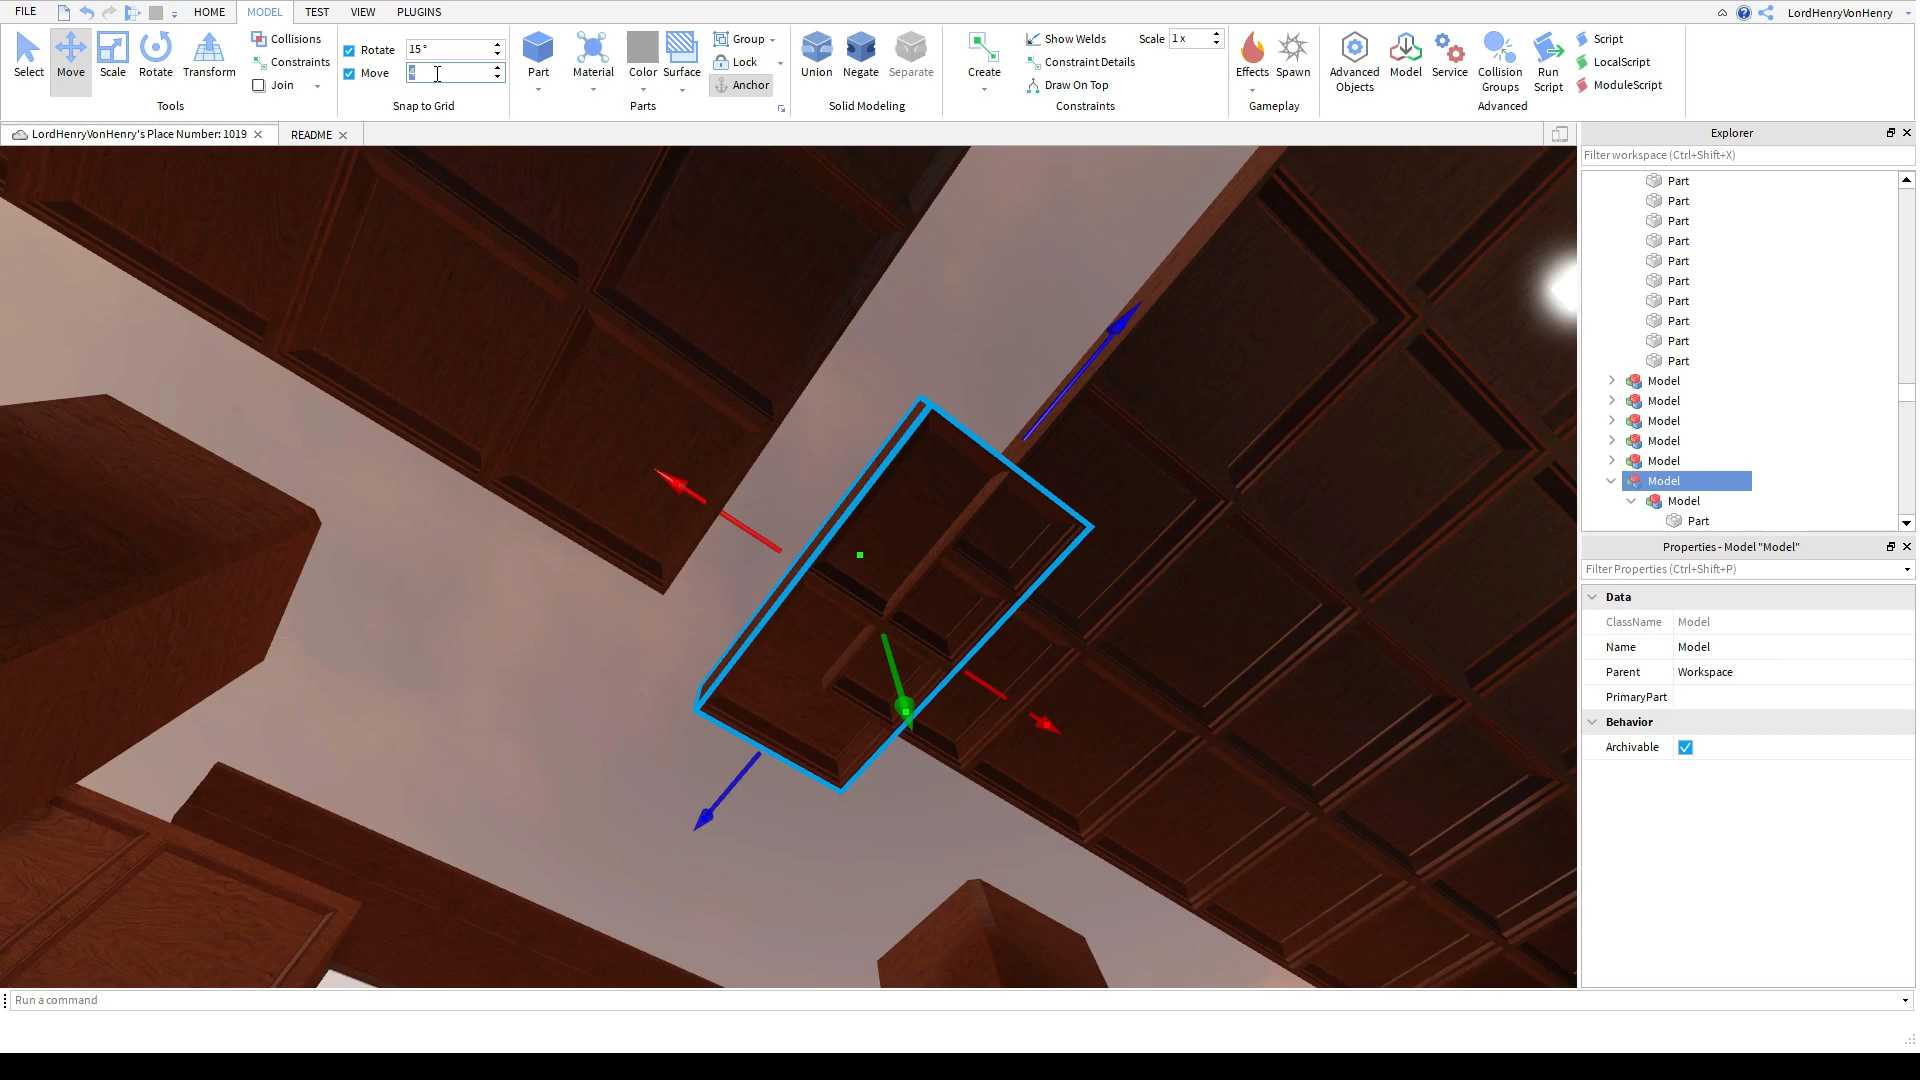 FILE
HOME
MODEL
TEST
VIEW
PLUGINS
LordHenryVonHenry
Select
Move
Scale
Rotate
Transform
Collisions
Constraints
Join
Tools
Rotate 15 °
Move
Snap to Grid
Part
Material
Color
Surface
Group
Lock
Anchor
Parts
Union
Negate
Separate
Solid Modeling
Create
Show Welds
Constraint Details
Draw On Top
Scale 1 x
Constraints
Effects
Spawn
Gameplay
Advanced Objects
Model
Service
Collision Groups
Run Script
Script
LocalScript
ModuleScript
Advanced
LordHenryVonHenry's Place Number: 1019
README
Explorer
Filter workspace (Ctrl+Shift+X)
Part
Part
Part
Part
Part
Part
Part
Part
Part
Part
Model
Model
Model
Model
Model
Model
Model
Part
Properties - Model "Model"
Filter Properties (Ctrl+Shift+P)
Data
ClassName Model
Name Model
Parent Workspace
PrimaryPart
Behavior
Archivable
Run a command